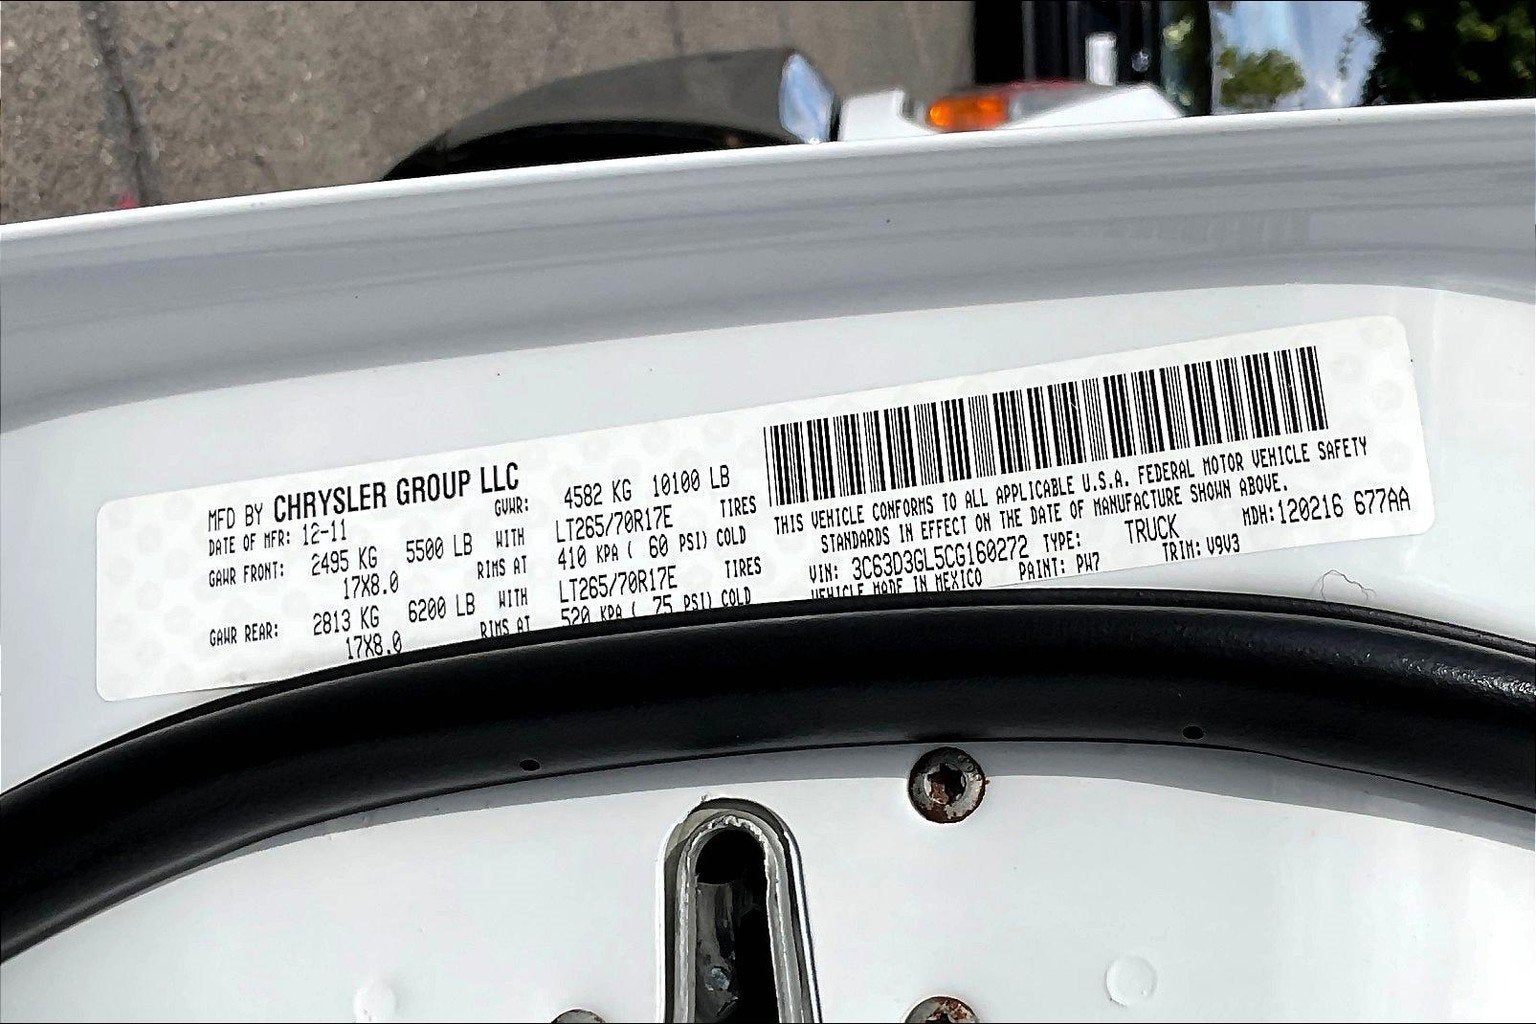 MFD BY CHRYSLER GROUP LLC
DATE OF MFR: 12-11 GVWR: 4582 KG 10100 LB
GAWR FRONT: 2495 KG 5500 LB WITH LT265/70R17E TIRES
17X8.0 RIMS AT 410 KPA ( 60 PSI) COLD
GAWR REAR: 2813 KG 6200 LB WITH LT265/70R17E TIRES
17X8.0 RIMS AT 520 KPA ( 75 PSI) COLD
THIS VEHICLE CONFORMS TO ALL APPLICABLE U.S.A. FEDERAL MOTOR VEHICLE SAFETY
STANDARDS IN EFFECT ON THE DATE OF MANUFACTURE SHOWN ABOVE.
VIN: 3C63D3GL5CG160272 TYPE: TRUCK MDH:120216 677AA
VEHICLE MADE IN MEXICO PAINT: PW7 TRIM: V9V3